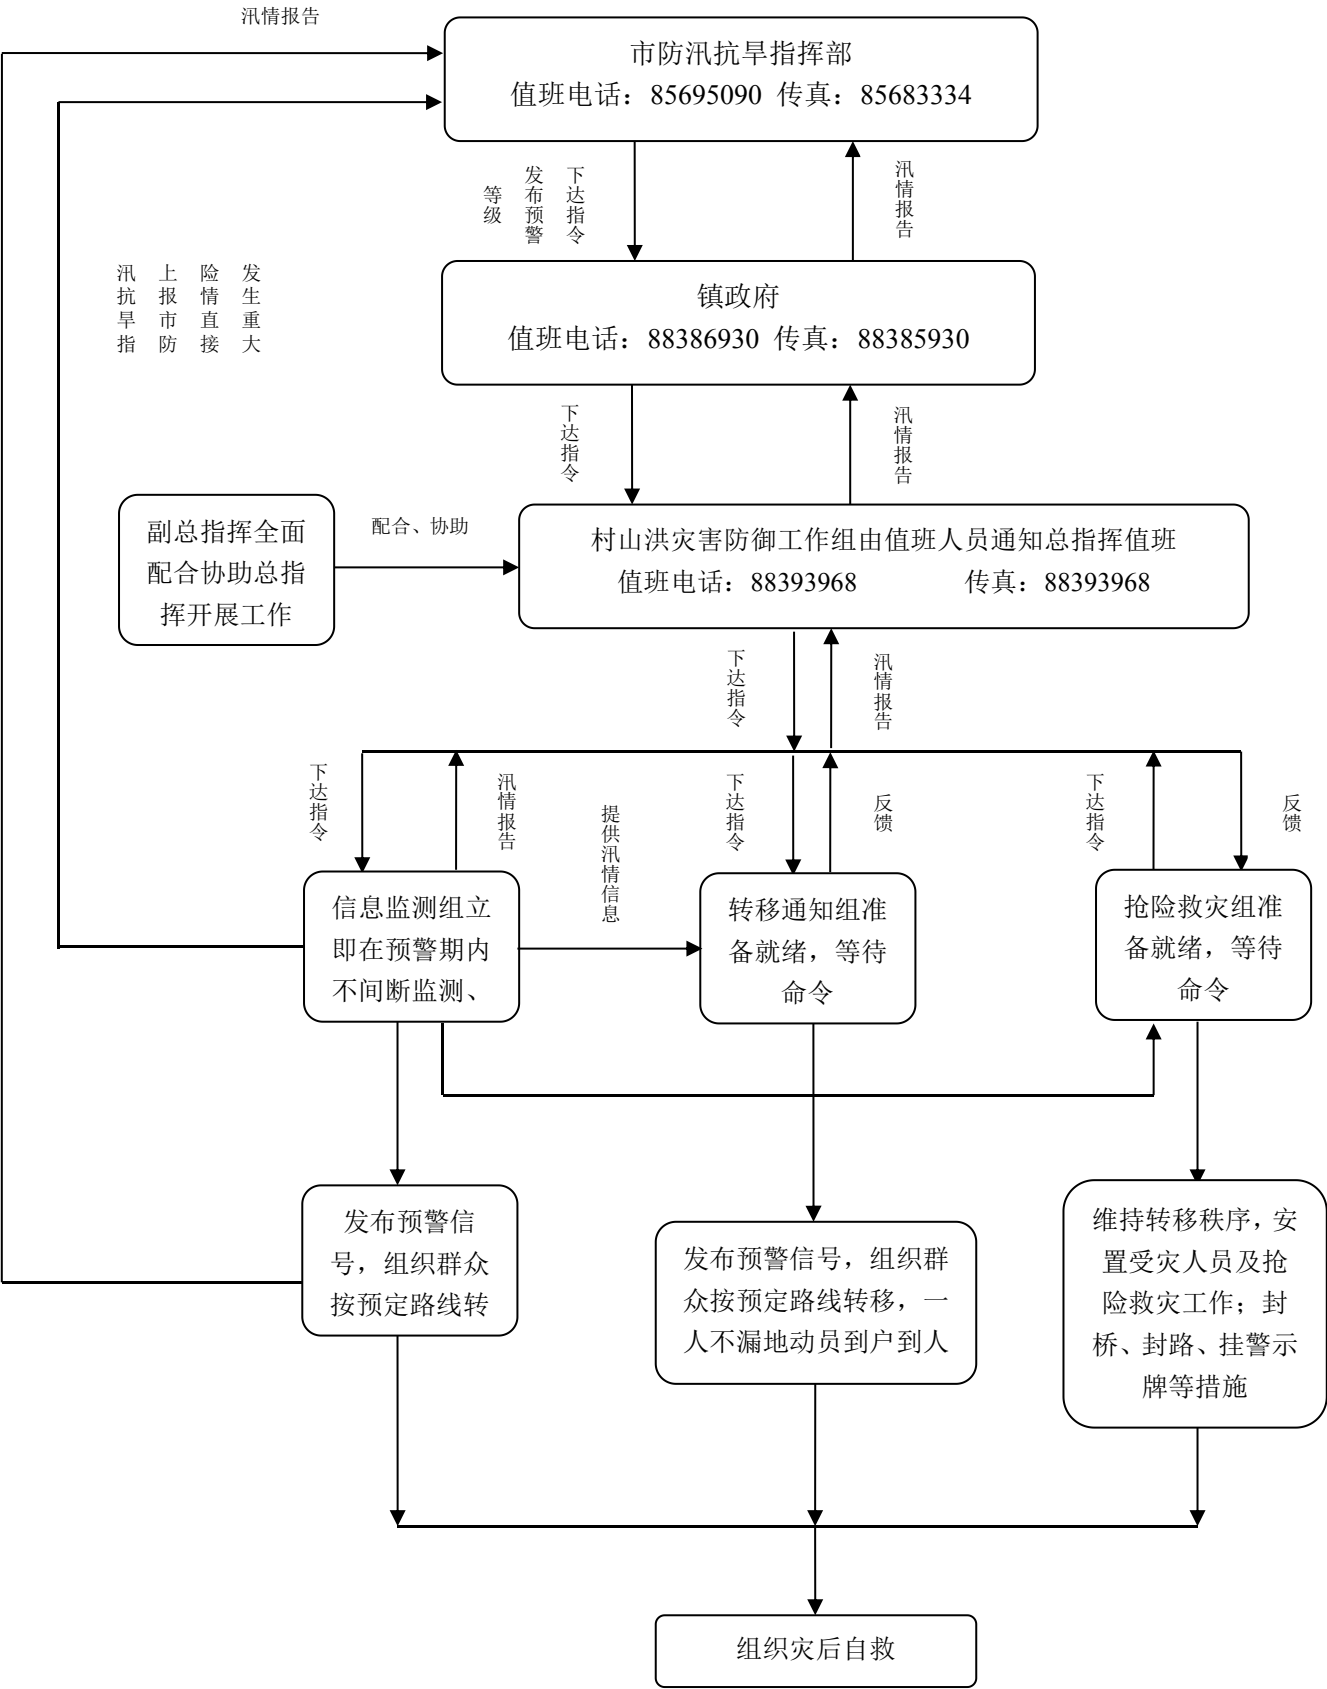 汛情报告
市防汛抗旱指挥部
值班电话：85695090 传真：85683334
下达指令
发布预警
等级
汛情报告
发生重大
险情直接
上报市防
汛抗旱指
镇政府
值班电话：88386930 传真：88385930
下达指令
汛情报告
副总指挥全面
配合协助总指
挥开展工作
配合、协助
村山洪灾害防御工作组由值班人员通知总指挥值班
值班电话：88393968 传真：88393968
下达指令
汛情报告
下达指令
汛情报告
提供汛情信息
下达指令
反馈
下达指令
反馈
信息监测组立
即在预警期内
不间断监测、
转移通知组准
备就绪，等待
命令
抢险救灾组准
备就绪，等待
命令
发布预警信
号，组织群众
按预定路线转
发布预警信号，组织群
众按预定路线转移，一
人不漏地动员到户到人
维持转移秩序，安
置受灾人员及抢
险救灾工作；封
桥、封路、挂警示
牌等措施
组织灾后自救